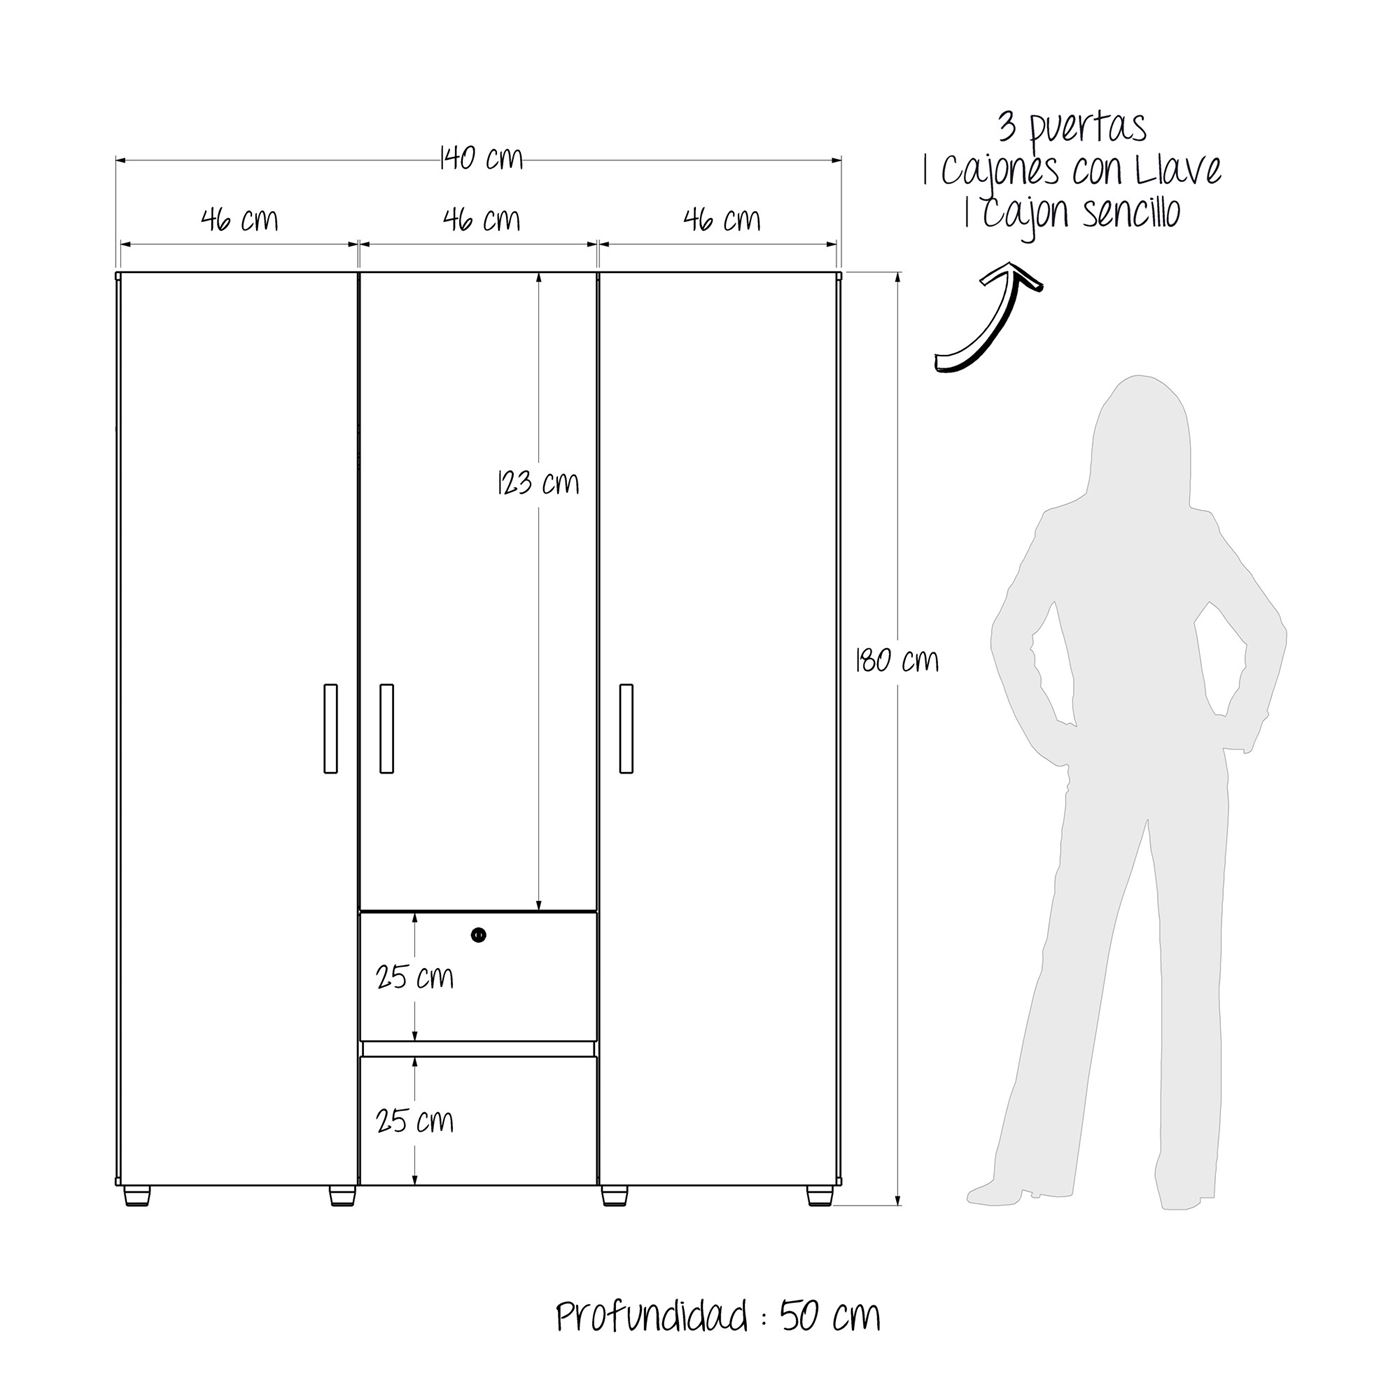 3 puertas
1 Cajones con Llave
1 Cajon sencillo
140 cm
46 cm
46 cm
46 cm
123 cm
180 cm
25 cm
25 cm
Profundidad : 50 cm